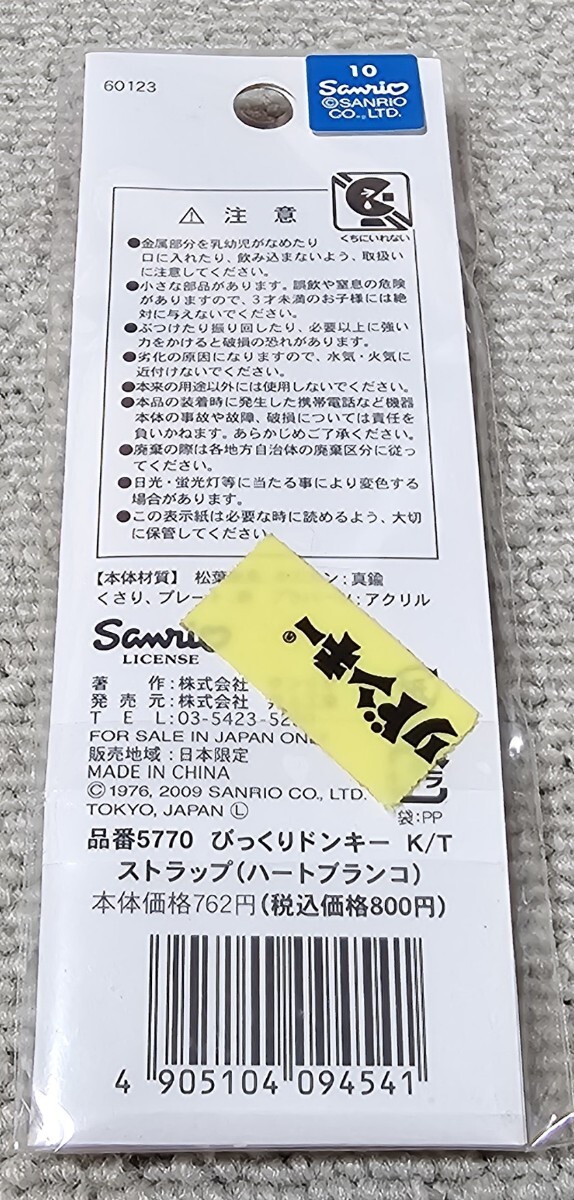 60123
10
Sanrio
©SANRIO
CO.,LTD.
くちにいれない
⚠ 注意
●金属部分を乳幼児がなめたり
口に入れたり、飲み込まないよう、取扱い
に注意してください。
●小さな部品があります。誤飲や窒息の危険
がありますので、3才未満のお子様には絶
対に与えないでください。
●ぶつけたり振り回したり、必要以上に強い
力をかけると破損の恐れがあります。
●劣化の原因になりますので、水気・火気に
近付けないでください。
●本来の用途以外には使用しないでください。
●本品の装着時に発生した携帯電話など機器
本体の事故や故障、破損については責任を
負いかねます。あらかじめご了承ください。
●廃棄の際は各地方自治体の廃棄区分に従っ
てください。
●日光・蛍光灯等に当たる事により変色する
場合があります。
●この表示紙は必要な時に読めるよう、大切
に保管してください。
【本体材質】 松葉 ン:真鍮
くさり、プレー :アクリル
Sanrio
LICENSE
著 作:株式会社
発 売 元:株式会社
T E L:03-5423-52
FOR SALE IN JAPAN ONL
販売地域:日本限定
MADE IN CHINA
©1976, 2009 SANRIO CO., LTD.
TOKYO, JAPAN Ⓛ
リドンキー®
ラ
袋:PP
品番5770 びっくりドンキー K/T
ストラップ(ハートブランコ)
本体価格762円(税込価格800円)
4 905104 094541